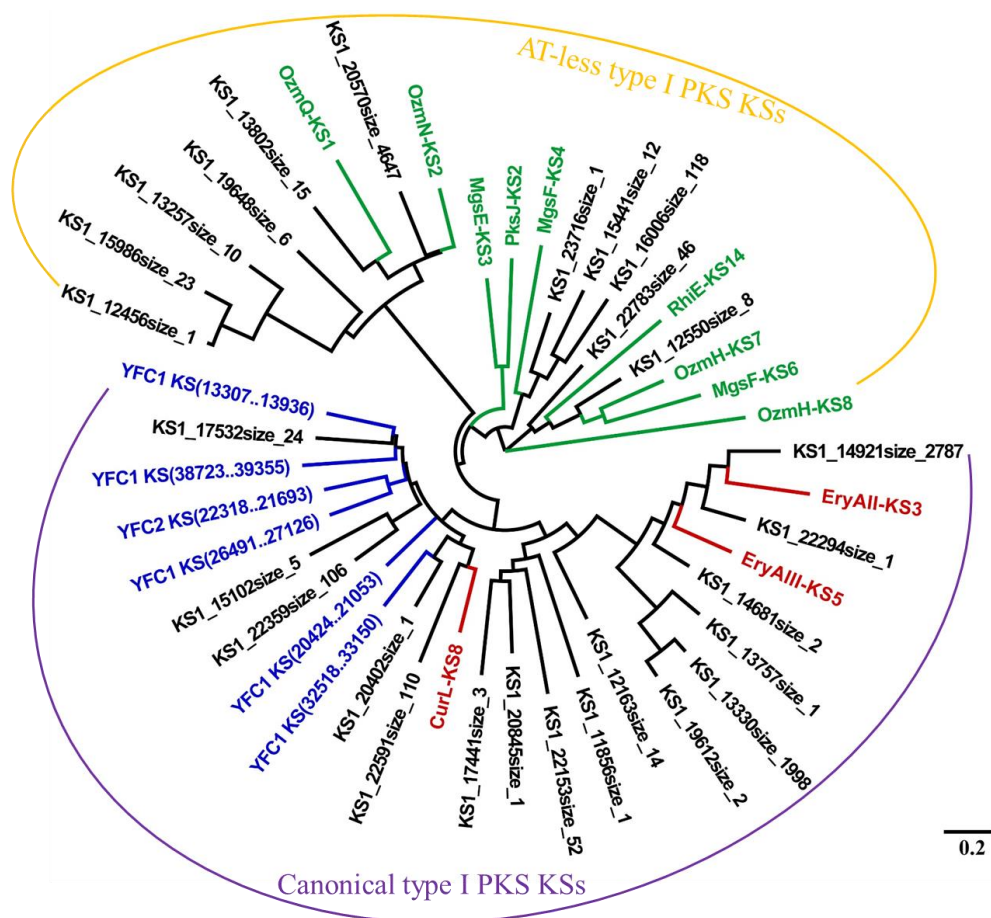 AT-less type I PKS KSs
KS1_12456size_1
KS1_15986size_23
KS1_13257size_10
KS1_19648size_6
KS1_13802size_15
OzmQ-KS1
KS1_20570size_4647
OzmN-KS2
MgsE-KS3
PksJ-KS2
MgsF-KS4
KS1_23716size_1
KS1_15441size_12
KS1_16006size_118
KS1_22783size_46
RhiE-KS14
KS1_12550size_8
OzmH-KS7
MgsF-KS6
OzmH-KS8
KS1_14921size_2787
EryAII-KS3
KS1_22294size_1
EryAIII-KS5
KS1_14681size_2
KS1_13757size_1
KS1_13330size_1998
KS1_19612size_2
KS1_12163size_14
KS1_11856size_1
KS1_22153size_52
KS1_20845size_1
KS1_17441size_3
CurL-KS8
KS1_22591size_110
KS1_20402size_1
YFC1 KS(32518..33150)
YFC1 KS(20424..21053)
KS1_22359size_106
KS1_15102size_5
YFC1 KS(26491..27126)
YFC2 KS(22318..21693)
YFC1 KS(38723..39355)
KS1_17532size_24
YFC1 KS(13307..13936)
Canonical type I PKS KSs
0.2